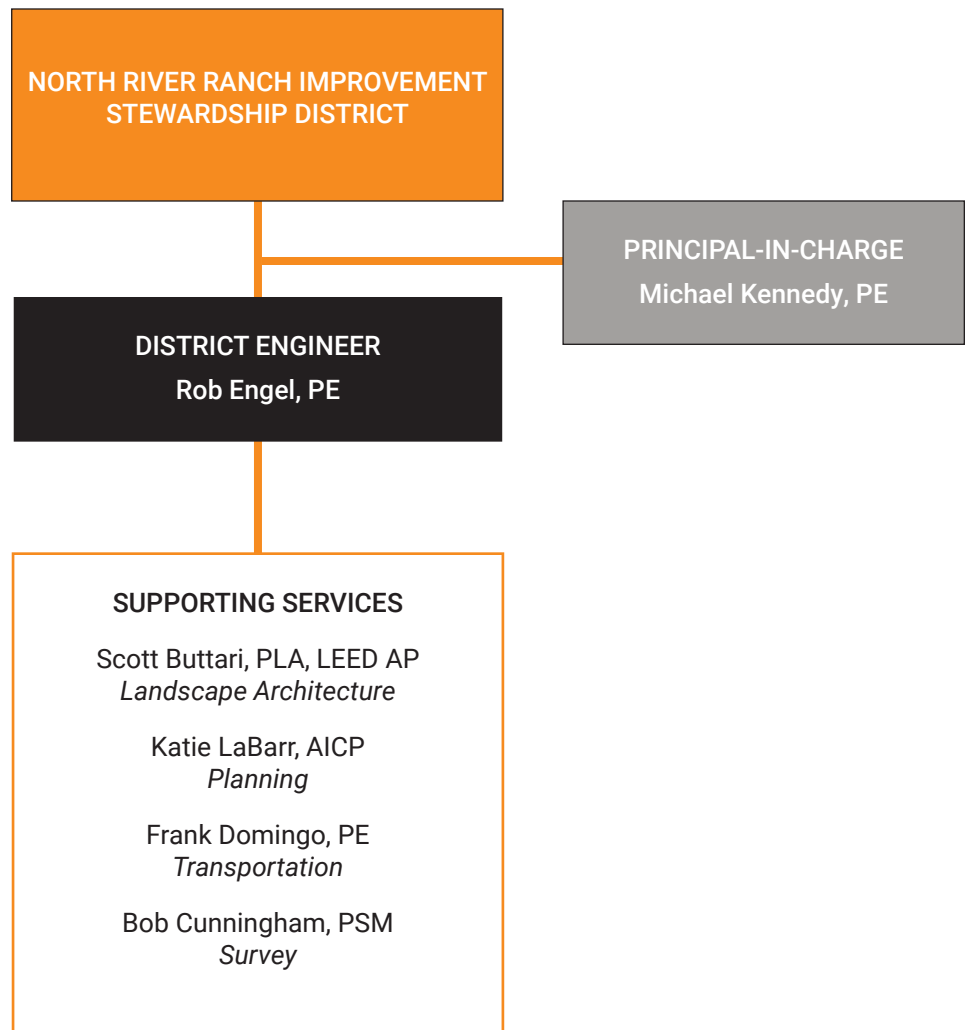 NORTH RIVER RANCH IMPROVEMENT
STEWARDSHIP DISTRICT
PRINCIPAL-IN-CHARGE
Michael Kennedy, PE
DISTRICT ENGINEER
Rob Engel, PE
SUPPORTING SERVICES
Scott Buttari, PLA, LEED AP
Landscape Architecture
Katie LaBarr, AICP
Planning
Frank Domingo, PE
Transportation
Bob Cunningham, PSM
Survey